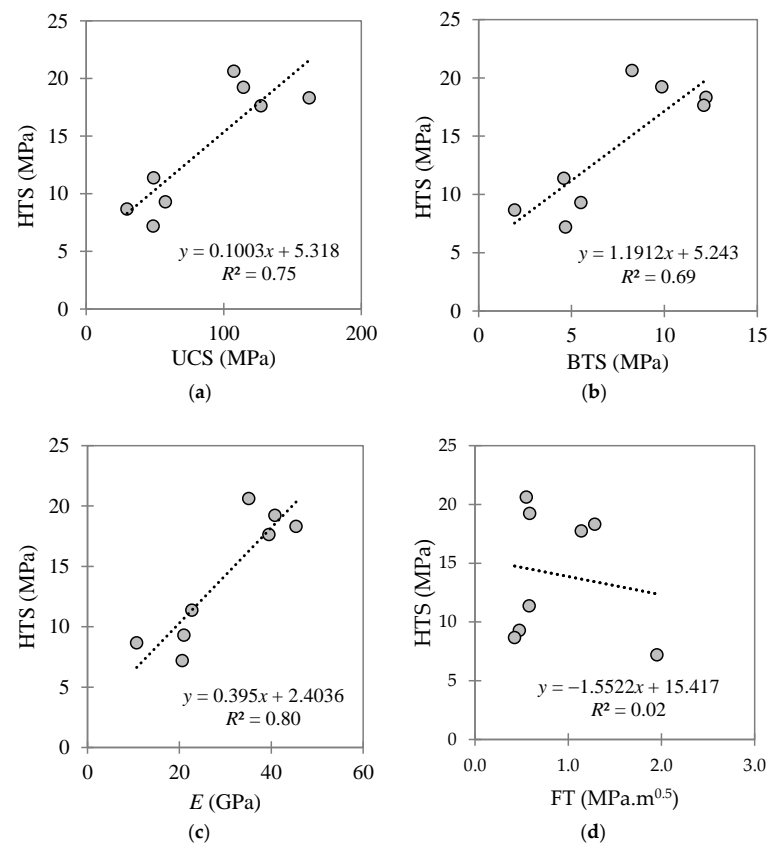 25
20
15
10
5
0
HTS (MPa)
y = 0.1003x + 5.318
R² = 0.75
0 100 200
UCS (MPa)
(a)
25
20
15
10
5
0
HTS (MPa)
y = 1.1912x + 5.243
R² = 0.69
0 5 10 15
BTS (MPa)
(b)
25
20
15
10
5
0
HTS (MPa)
y = 0.395x + 2.4036
R² = 0.80
0 20 40 60
E (GPa)
(c)
25
20
15
10
5
0
HTS (MPa)
y = −1.5522x + 15.417
R² = 0.02
0.0 1.0 2.0 3.0
FT (MPa.m⁰·⁵)
(d)